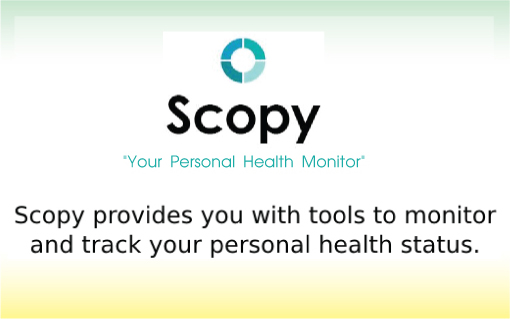 Scopy
"Your Personal Health Monitor"
Scopy provides you with tools to monitor
and track your personal health status.